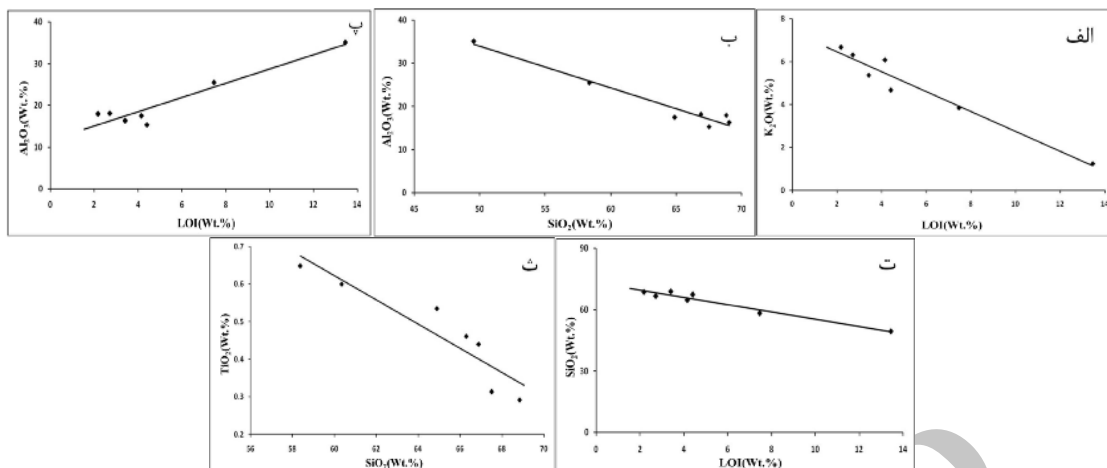 الف
K₂O(Wt.%)
8
6
4
2
0
0 2 4 6 8 10 12 14
LOI(Wt.%)
ب
Al₂O₃(Wt.%)
40
30
20
10
0
45 50 55 60 65 70
SiO₂(Wt.%)
پ
Al₂O₃(Wt.%)
40
30
20
10
0
0 2 4 6 8 10 12 14
LOI(Wt.%)
ت
SiO₂(Wt.%)
90
60
30
0
0 2 4 6 8 10 12 14
LOI(Wt.%)
ث
TiO₂(Wt.%)
0.7
0.6
0.5
0.4
0.3
0.2
56 58 60 62 64 66 68 70
SiO₂(Wt.%)